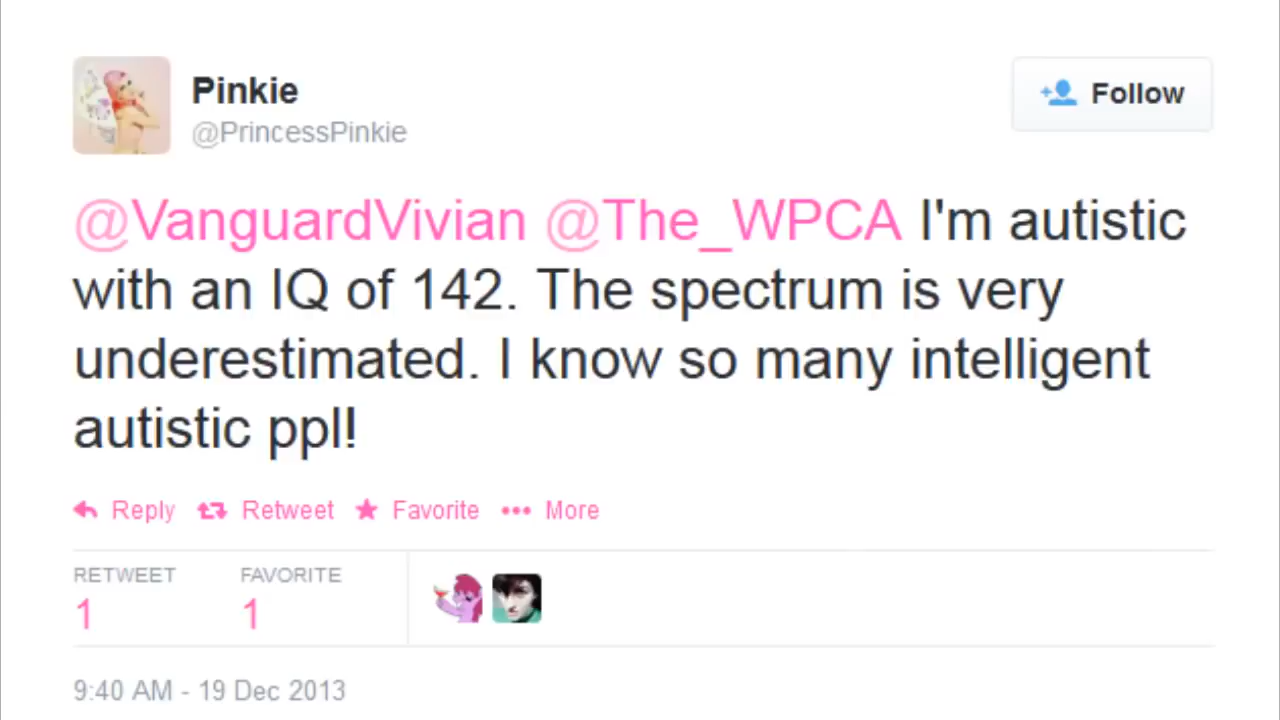 Pinkie
@PrincessPinkie
Follow
@VanguardVivian @The_WPCA I'm autistic
with an IQ of 142. The spectrum is very
underestimated. I know so many intelligent
autistic ppl!
Reply Retweet Favorite More
RETWEET FAVORITE
1 1
9:40 AM - 19 Dec 2013